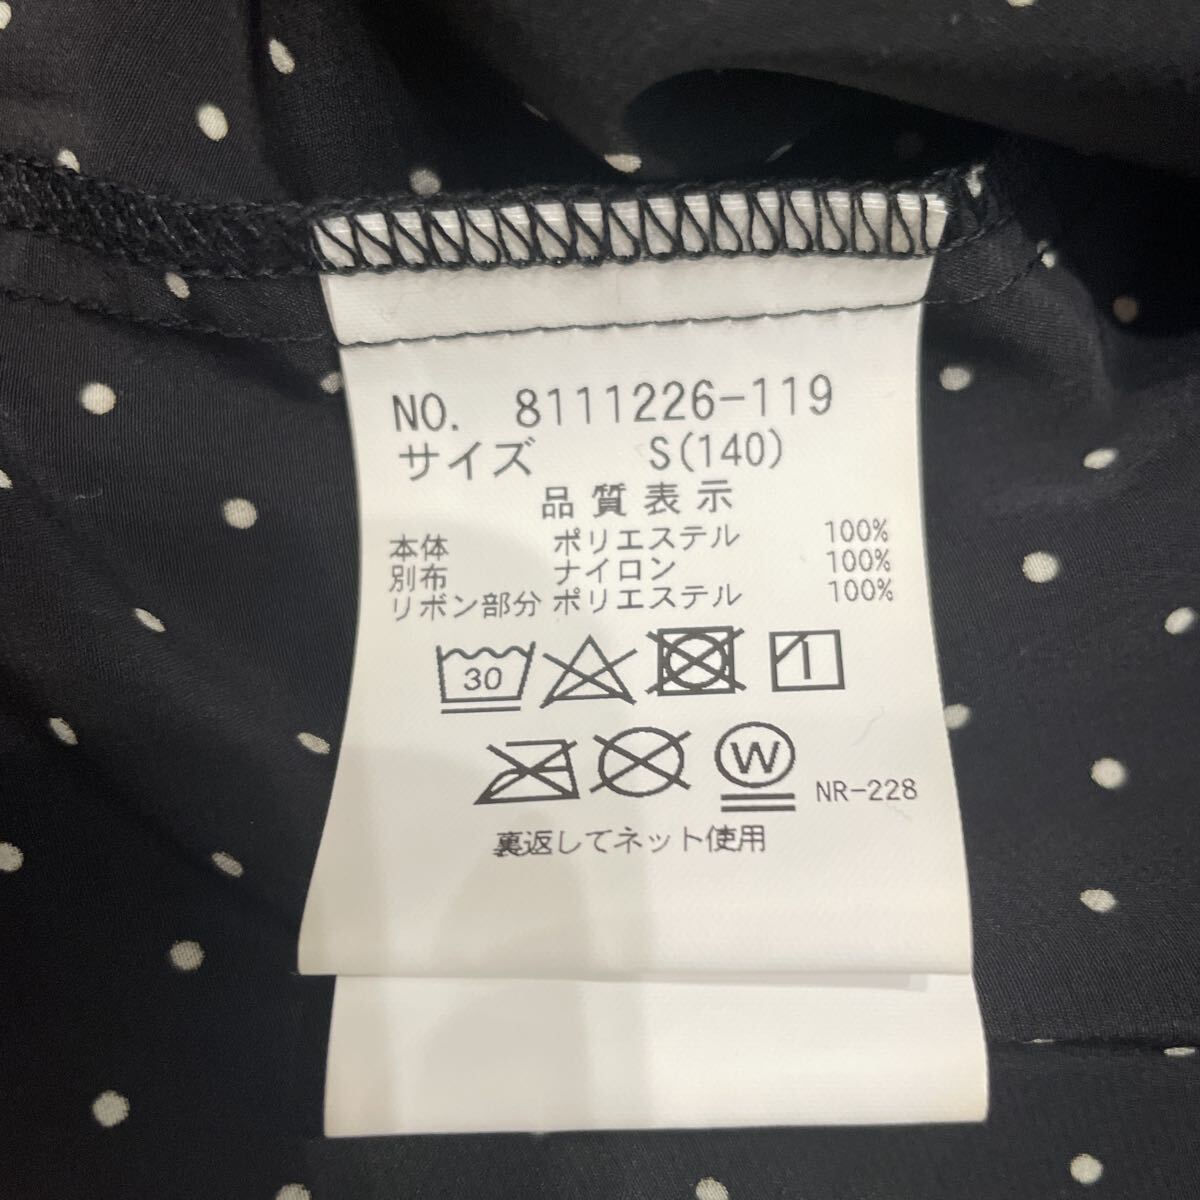 NO. 8111226-119
サイズ S(140)
品質表示
本体 ポリエステル 100%
別布 ナイロン 100%
リボン部分 ポリエステル 100%
30
W NR-228
裏返してネット使用